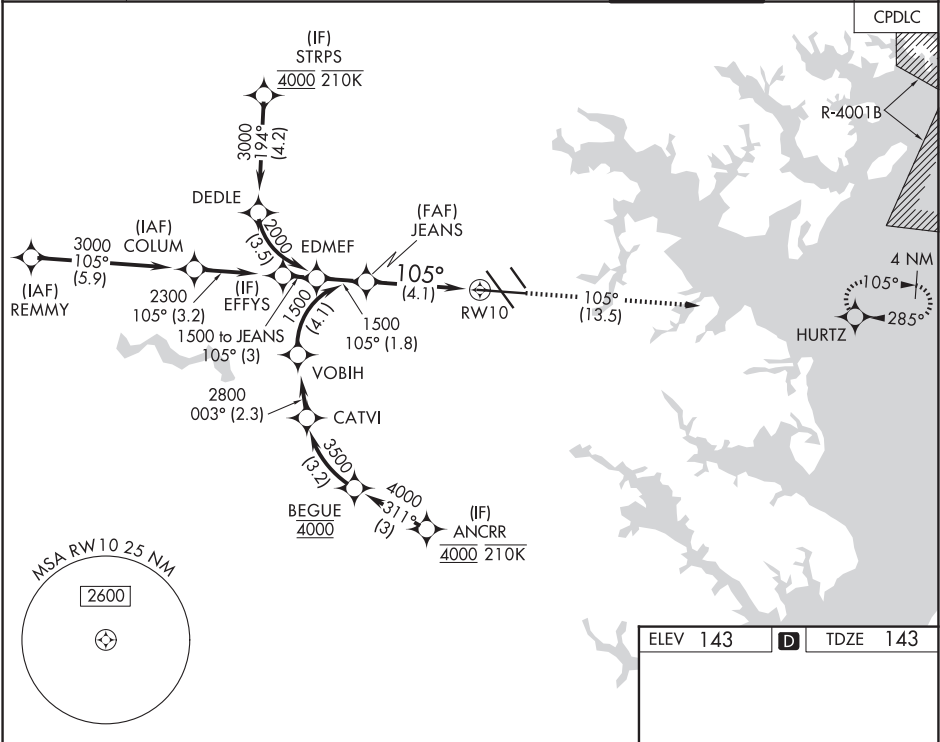 CPDLC
(IF)
STRPS
4000 210K
R-4001B
3000
194°
(4.2)
DEDLE
(FAF)
JEANS
2000
(3.5)
EDMEF
(IAF)
COLUM
3000
105°
(5.9)
(IAF)
REMMY
2300
105° (3.2)
(IF)
EFFYS
1500 to JEANS
105° (3)
1500
(4.1)
1500
105° (1.8)
105°
(4.1)
RW10
105°
(13.5)
4 NM
105°
285°
HURTZ
VOBIH
2800
003° (2.3)
CATVI
3500
(3.2)
BEGUE
4000
4000
311°
(3)
(IF)
ANCRR
4000 210K
MSA RW10 25 NM
2600
ELEV 143 D TDZE 143